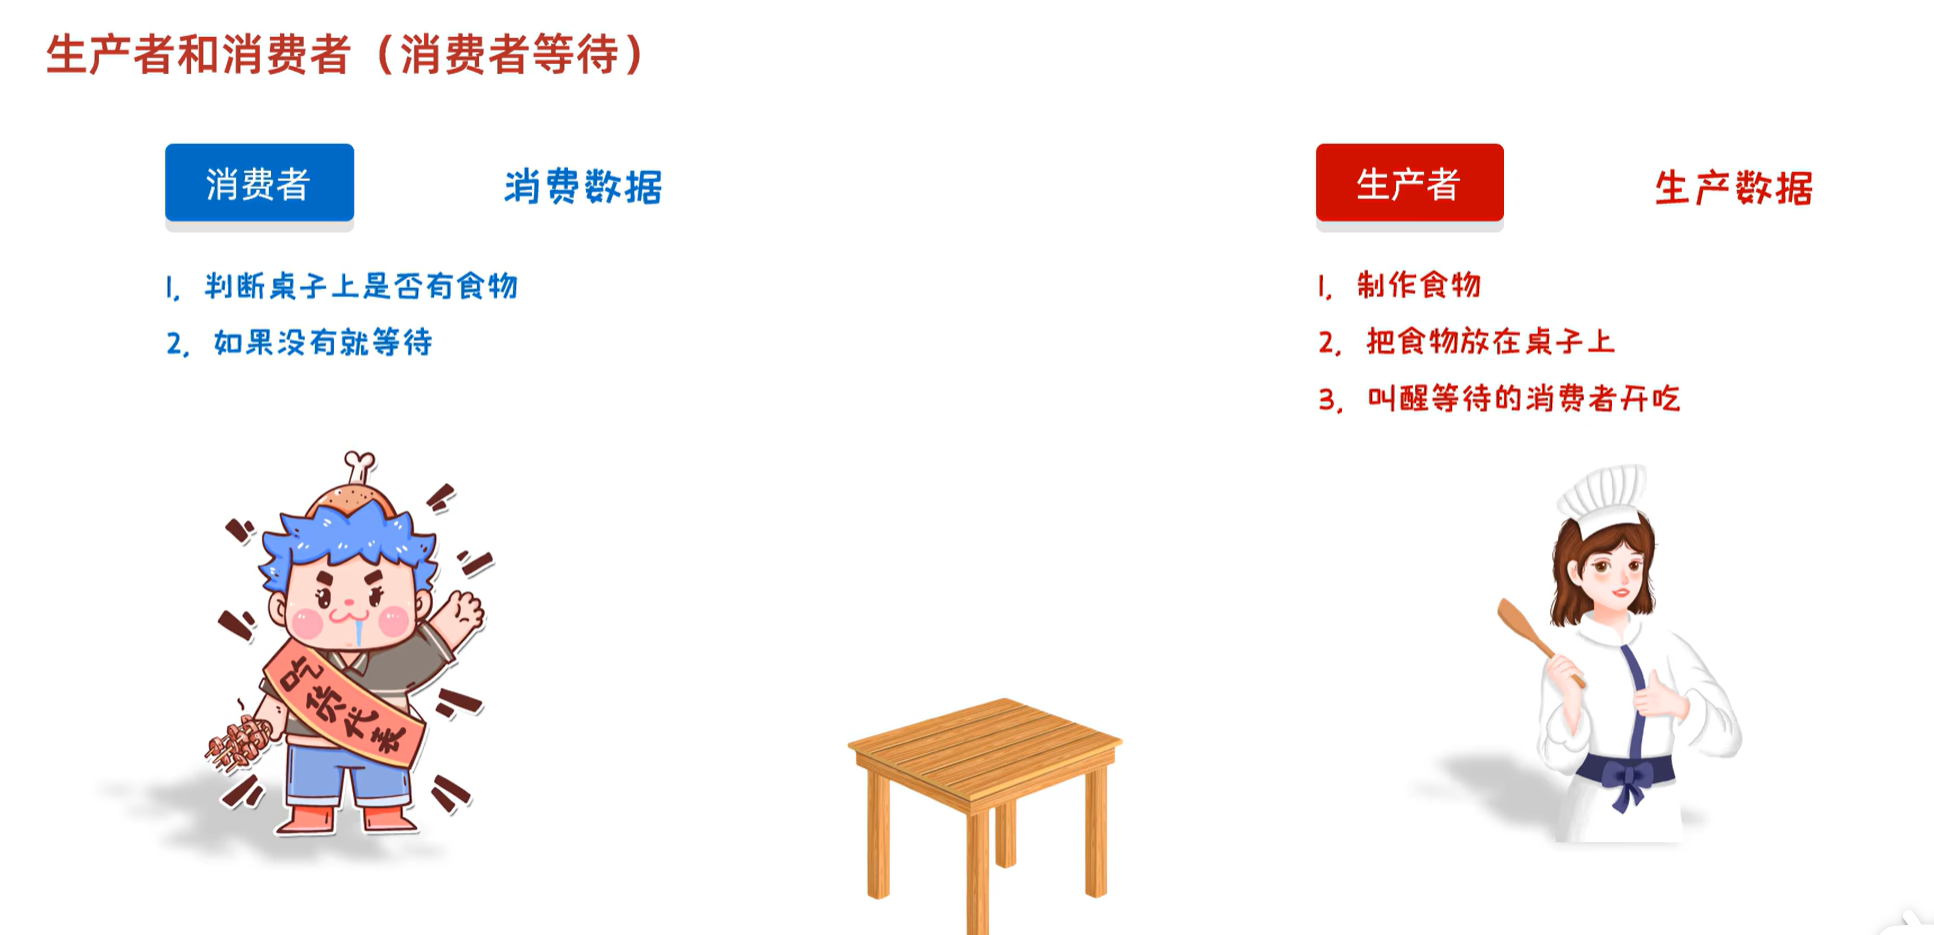 生产者和消费者（消费者等待）
消费者
消费数据
1，判断桌子上是否有食物
2，如果没有就等待
生产者
生产数据
1，制作食物
2，把食物放在桌子上
3，叫醒等待的消费者开吃
吃货代表